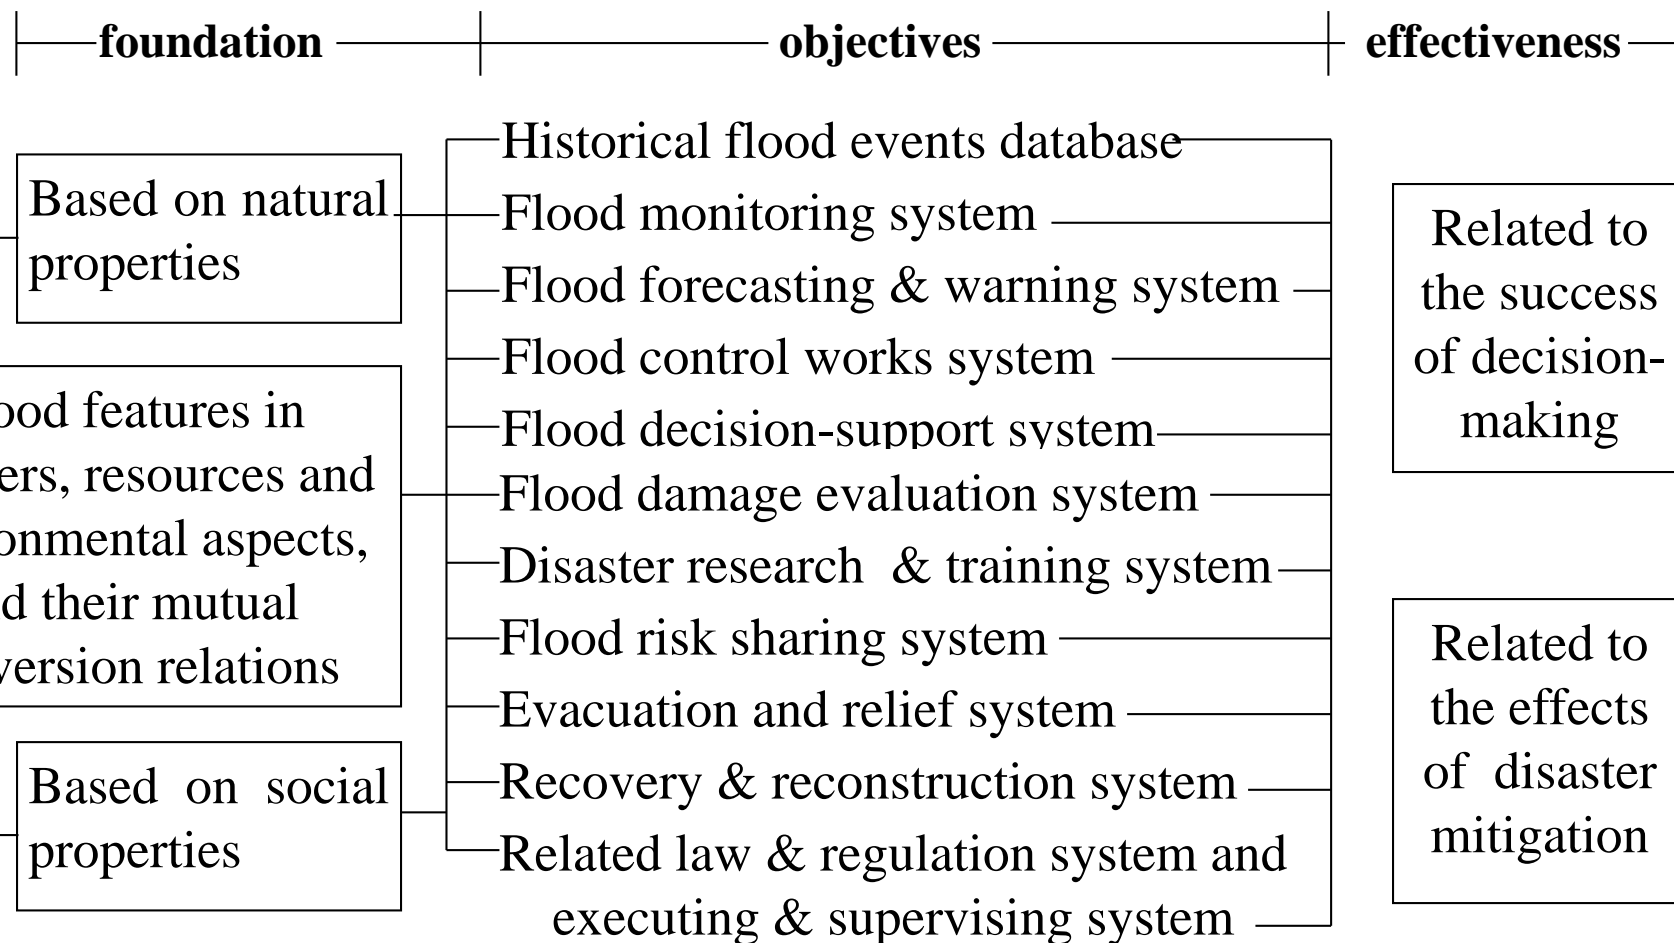 foundation objectives effectiveness
Based on natural
properties
features in
resources and
aspects,
their mutual
relations
Based on social
properties
Historical flood events database
Flood monitoring system
Flood forecasting & warning system
Flood control works system
Flood decision-support system
Flood damage evaluation system
Disaster research & training system
Flood risk sharing system
Evacuation and relief system
Recovery & reconstruction system
Related law & regulation system and
executing & supervising system
Related to
the success
of decision-
making
Related to
the effects
of disaster
mitigation